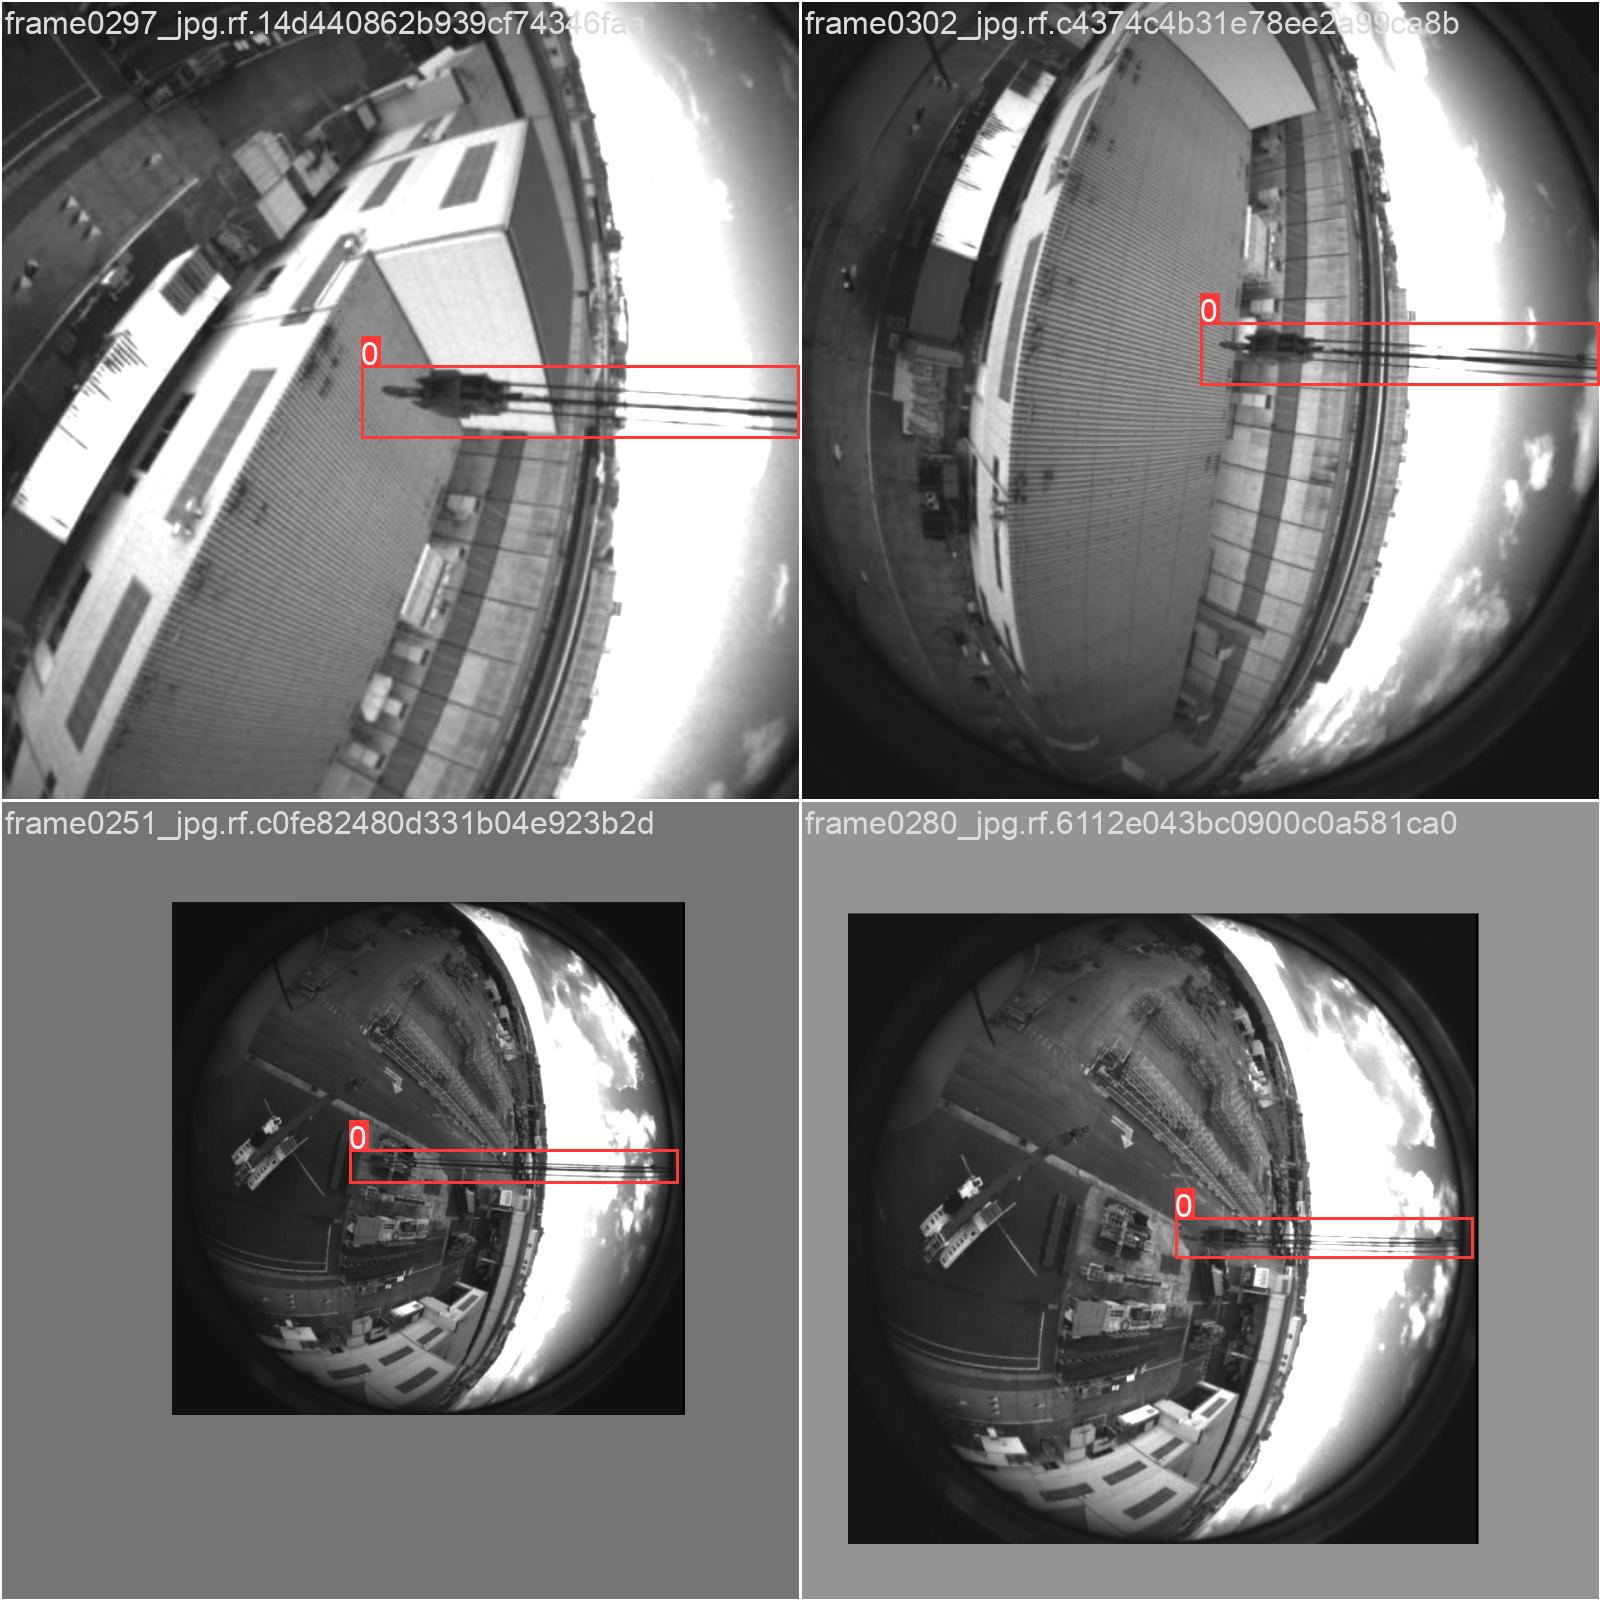 frame0297_jpg.rf.14d440862b939cf74346faa
frame0302_jpg.rf.c4374c4b31e78ee2a99ca8b
0
0
frame0251_jpg.rf.c0fe82480d331b04e923b2d
frame0280_jpg.rf.6112e043bc0900c0a581ca0
0
0